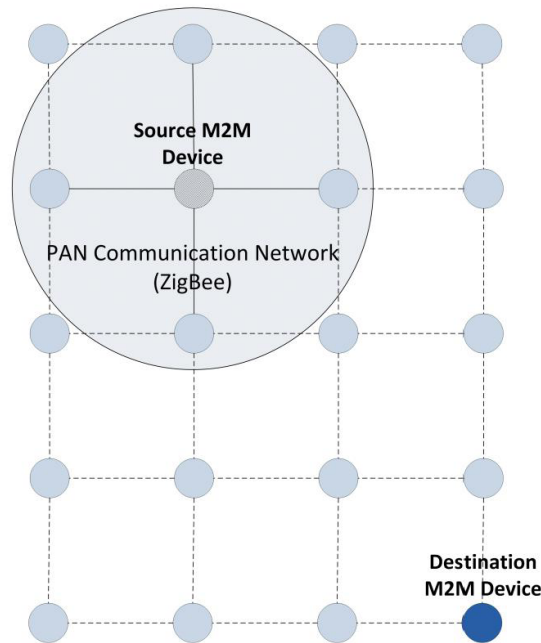 Source M2M
Device
PAN Communication Network
(ZigBee)
Destination
M2M Device